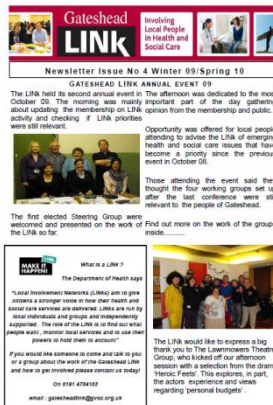 Gateshead
LINk
Involving
Local People
in Health and
Social Care
Newsletter Issue No 4 Winter 09/Spring 10
GATESHEAD LINK ANNUAL EVENT 09
The LINk held its second annual event in
October 09. The morning was mainly
about updating the membership on LINk
activity and checking if LINk priorities
were still relevant.
The first elected Steering Group were
welcomed and presented on the work of
the LINk so far.
The afternoon was dedicated to the most
important part of the day gathering
opinion from the membership and public.
Opportunity was offered for local people
attending to advise the LINk of emerging
health and social care issues that have
become a priority since the previous
event in October 08.
Those attending the event said they
thought the four working groups set up
after the last conference were still
relevant to the people of Gateshead.
Find out more on the work of the groups
inside...........
MAKE IT
HAPPEN!
What is a LINk ?
The Department of Health says
"Local Involvement Networks (LINks) aim to give
citizens a stronger voice in how their health and
social care services are delivered. LINks are run by
local individuals and groups and independently
supported . The role of the LINk is to find out what
people want , monitor local services and to use their
powers to hold them to account"
If you would like someone to come and talk to you
or a group about the work of the Gateshead LINk
and how to get involved please contact us today!
On 0191 4784103
email : gatesheadlink@gvoc.org.uk
The LINk would like to express a big
thank you to The Lawnmowers Theatre
Group, who kicked off our afternoon
session with a selection from the drama
'Heroic Feats'. This explores, in part,
the actors experience and views
regarding 'personal budgets' .